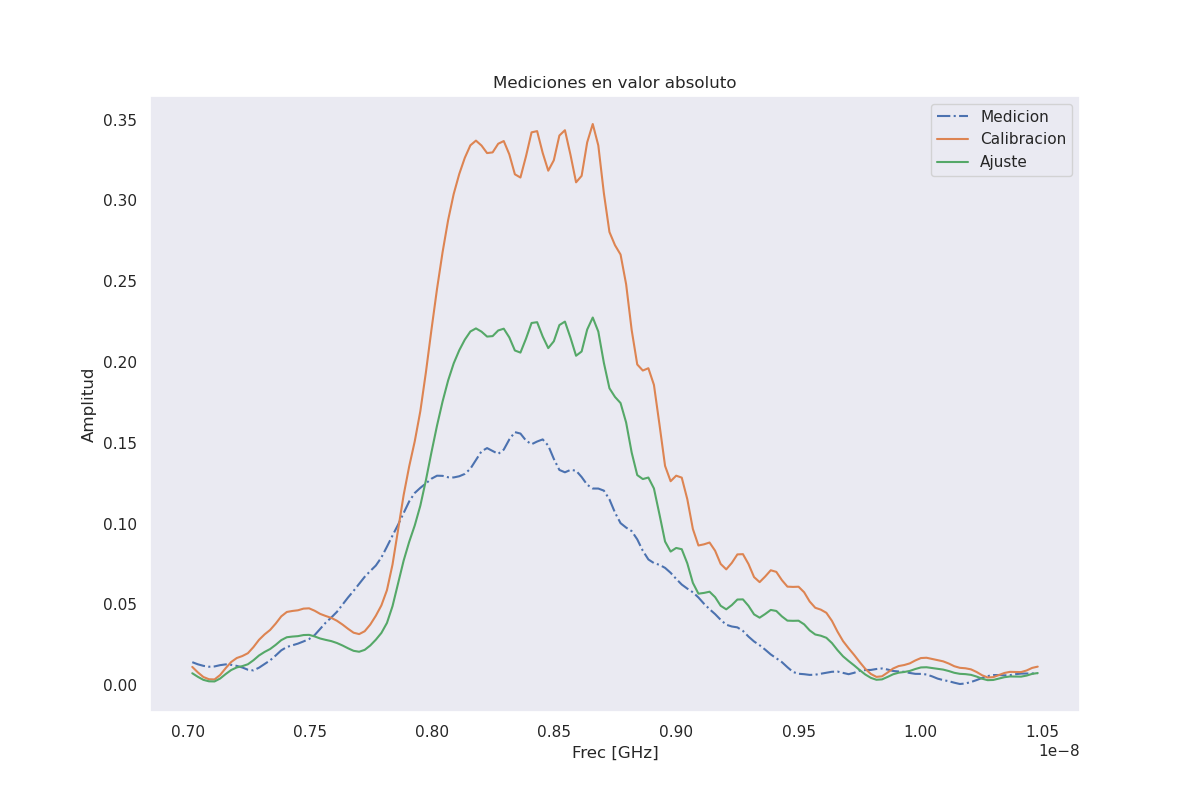 Mediciones en valor absoluto
Medicion
Calibracion
Ajuste
0.35
0.30
0.25
0.20
0.15
0.10
0.05
0.00
Amplitud
0.70 0.75 0.80 0.85 0.90 0.95 1.00 1.05
1e−8
Frec [GHz]